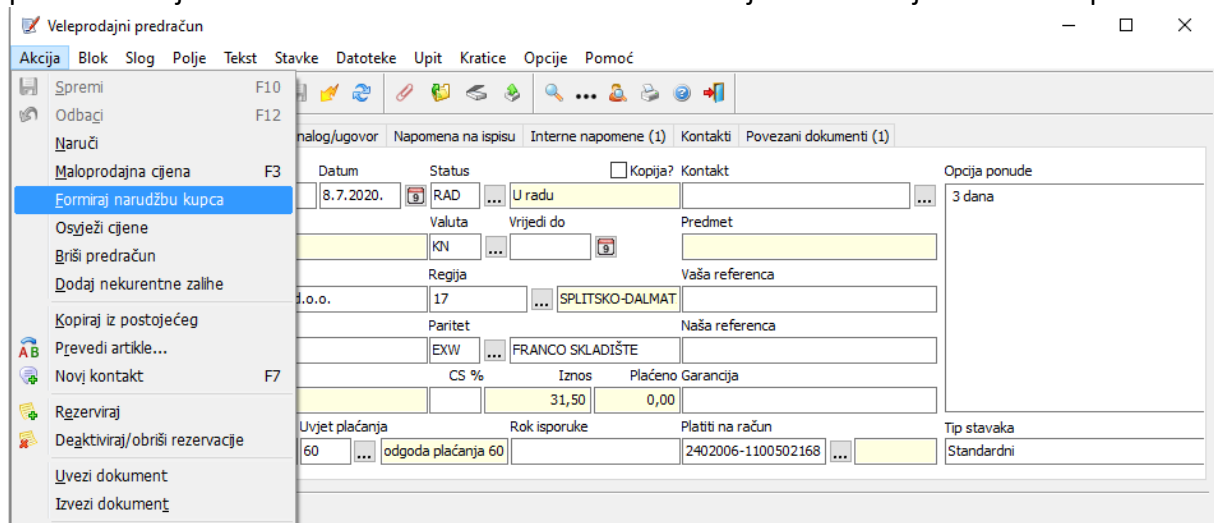 Veleprodajni predračun
Akcija Blok Slog Polje Tekst Stavke Datoteke Upit Kratice Opcije Pomoć
Spremi F10
Odbaci F12
Naruči
Maloprodajna cijena F3
Formiraj narudžbu kupca
Osvježi cijene
Briši predračun
Dodaj nekurentne zalihe
Kopiraj iz postojećeg
Prevedi artikle...
Novi kontakt F7
Rezerviraj
Deaktiviraj/obriši rezervacije
Uvezi dokument
Izvezi dokument
nalog/ugovor Napomena na ispisu Interne napomene (1) Kontakti Povezani dokumenti (1)
Datum Status Kopija? Kontakt Opcija ponude
8.7.2020. RAD ... U radu ... 3 dana
Valuta Vrijedi do Predmet
KN ...
Regija Vaša referenca
d.o.o. 17 ... SPLITSKO-DALMAT
Paritet Naša referenca
EXW ... FRANCO SKLADIŠTE
CS % Iznos Plaćeno Garancija
31,50 0,00
Uvjet plaćanja Rok isporuke Platiti na račun Tip stavaka
60 ... odgoda plaćanja 60 2402006-1100502168 ... Standardni